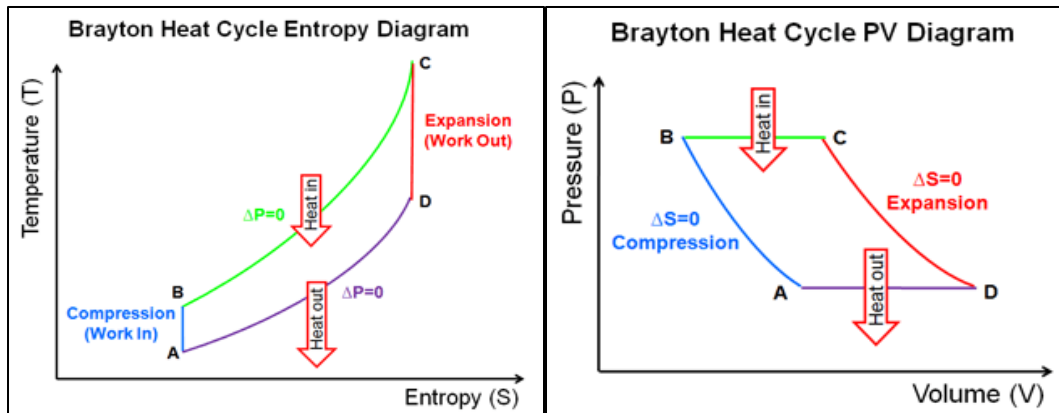 Brayton Heat Cycle Entropy Diagram
Temperature (T)
C
Expansion
(Work Out)
Heat in
D
ΔP=0
B
ΔP=0
Compression
(Work In)
Heat out
A
Entropy (S)
Brayton Heat Cycle PV Diagram
Pressure (P)
B
Heat in
C
ΔS=0
Expansion
ΔS=0
Compression
A
Heat out
D
Volume (V)